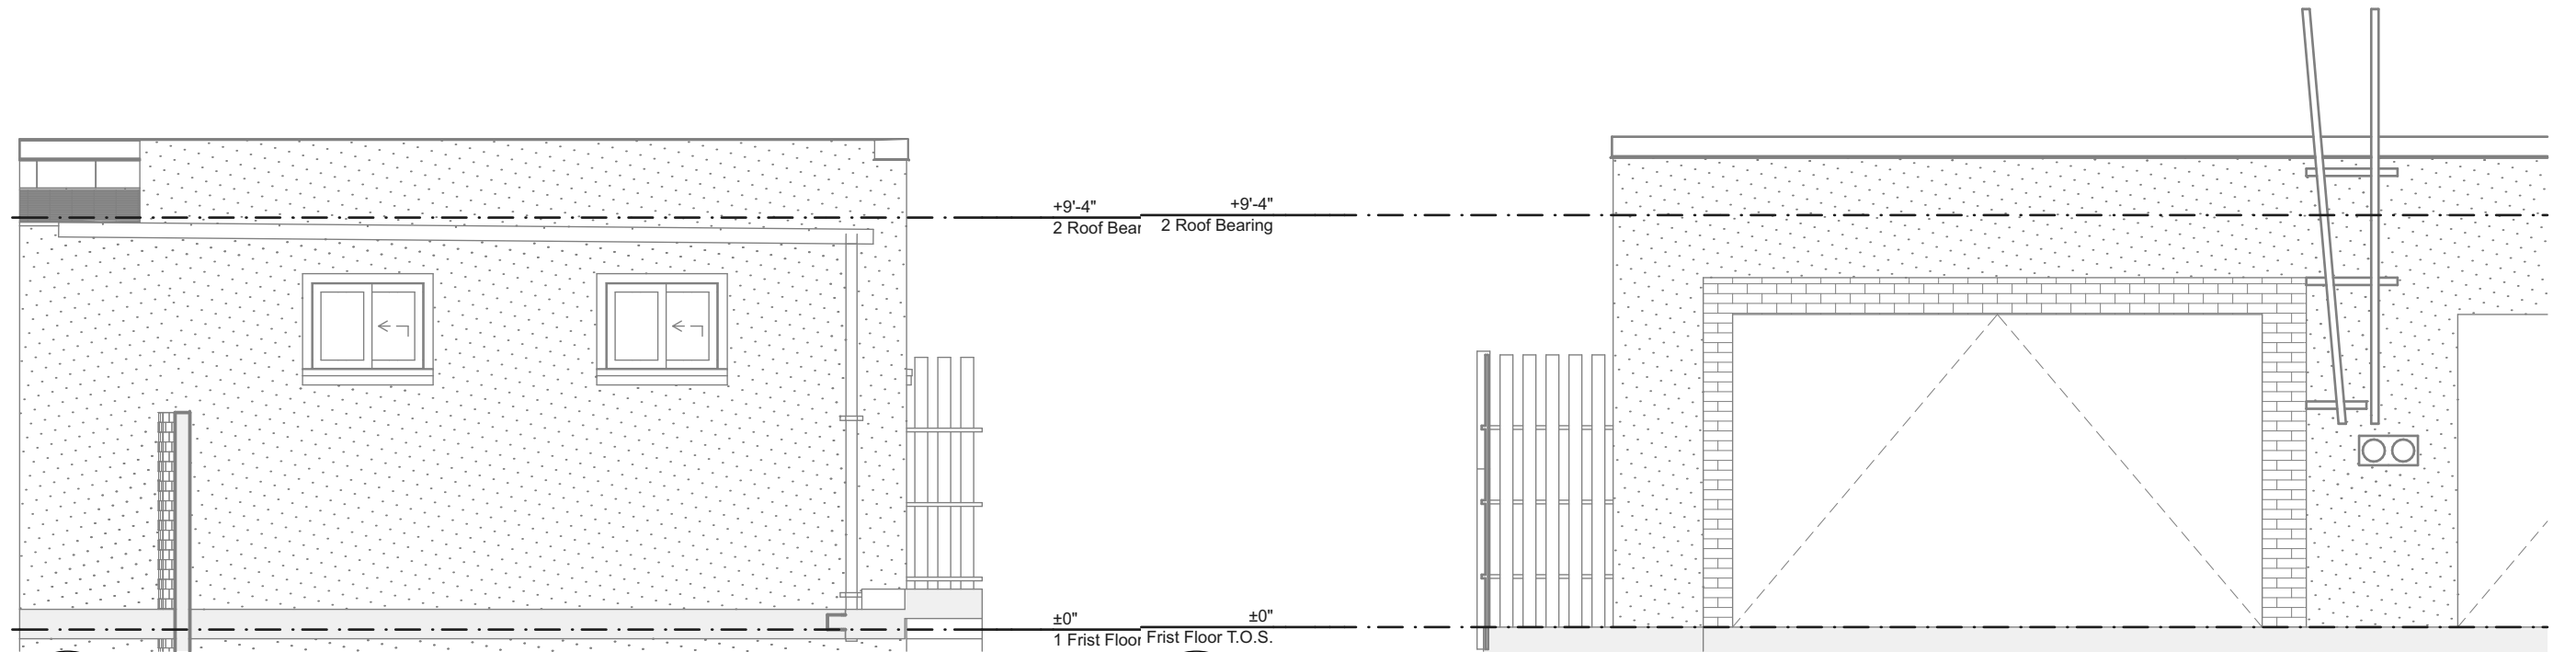 +9'-4"
2 Roof Bear
+9'-4"
2 Roof Bearing
±0"
1 Frist Floor
±0"
Frist Floor T.O.S.